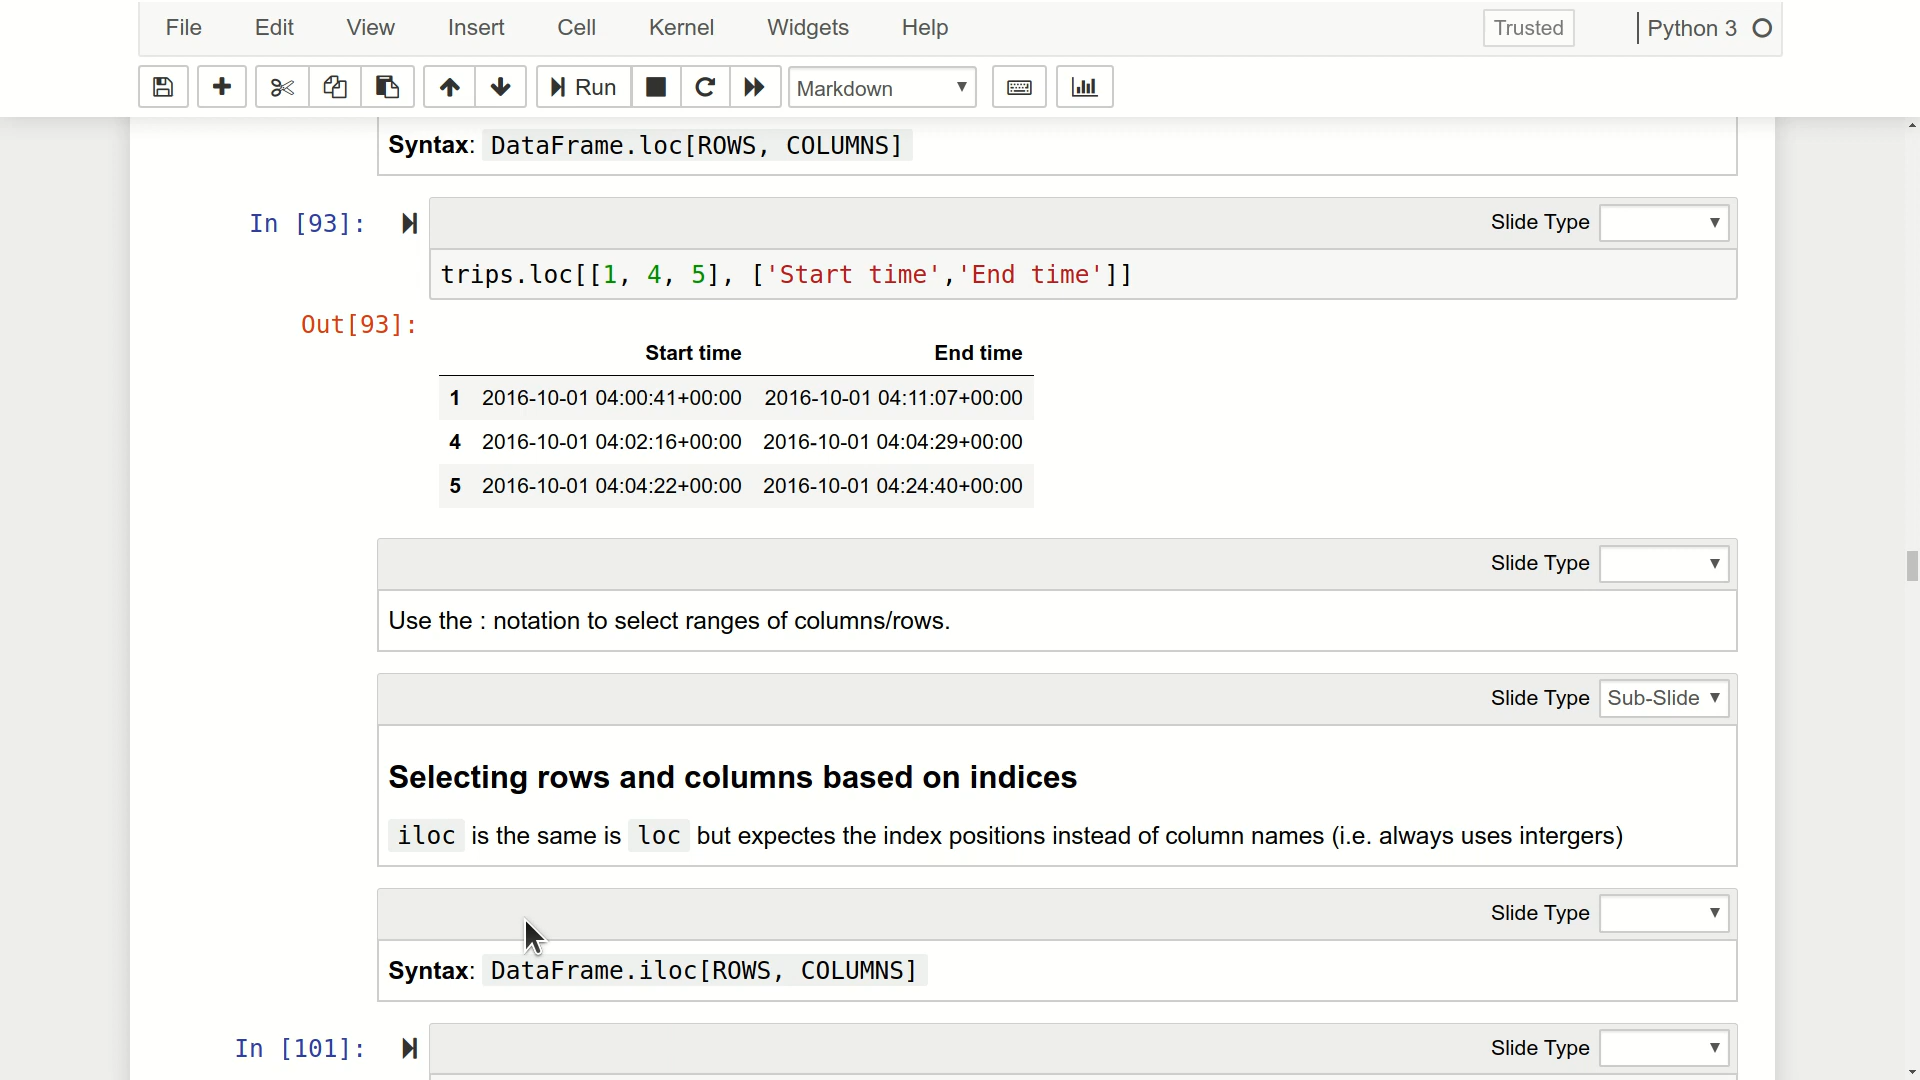 File Edit View Insert Cell Kernel Widgets Help Trusted Python 3
Run Markdown
Syntax: DataFrame.loc[ROWS, COLUMNS]
In [93]: Slide Type
trips.loc[[1, 4, 5], ['Start time','End time']]
Out[93]:
Start time End time
1 2016-10-01 04:00:41+00:00 2016-10-01 04:11:07+00:00
4 2016-10-01 04:02:16+00:00 2016-10-01 04:04:29+00:00
5 2016-10-01 04:04:22+00:00 2016-10-01 04:24:40+00:00
Slide Type
Use the : notation to select ranges of columns/rows.
Slide Type Sub-Slide
Selecting rows and columns based on indices
iloc is the same is loc but expectes the index positions instead of column names (i.e. always uses intergers)
Slide Type
Syntax: DataFrame.iloc[ROWS, COLUMNS]
In [101]: Slide Type